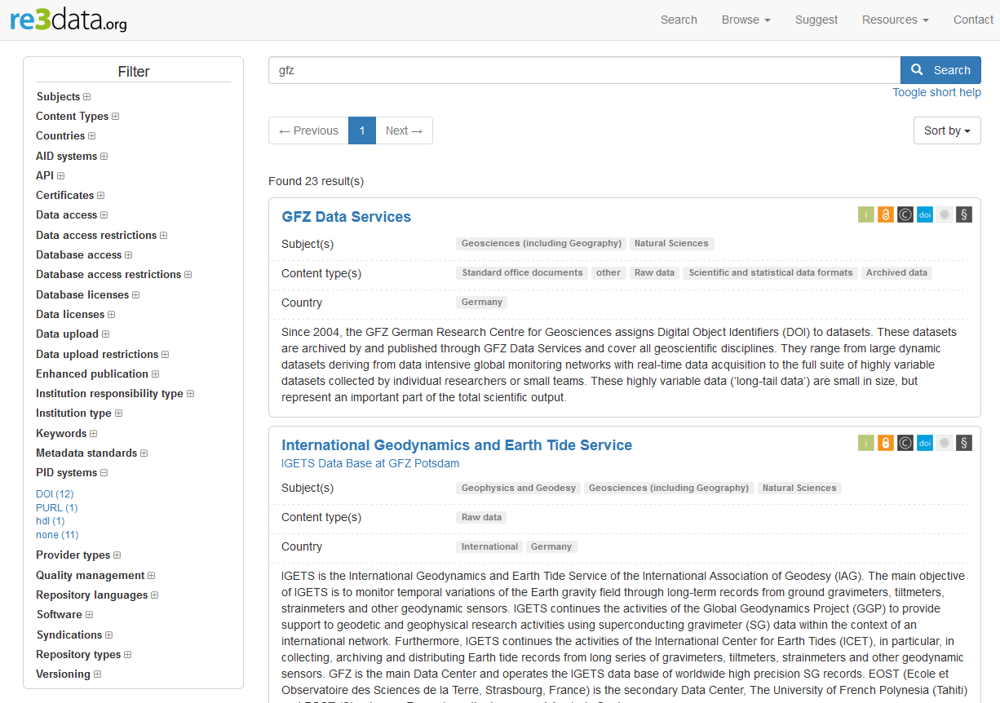 re3data.org
Search
Browse
Suggest
Resources
Contact
Filter
Subjects
Content Types
Countries
AID systems
API
Certificates
Data access
Data access restrictions
Database access
Database access restrictions
Database licenses
Data licenses
Data upload
Data upload restrictions
Enhanced publication
Institution responsibility type
Institution type
Keywords
Metadata standards
PID systems
DOI (12)
PURL (1)
hdl (1)
none (11)
Provider types
Quality management
Repository languages
Software
Syndications
Repository types
Versioning
gfz
Search
Toogle short help
← Previous 1 Next →
Sort by
Found 23 result(s)
GFZ Data Services
i © doi §
Subject(s) Geosciences (including Geography) Natural Sciences
Content type(s) Standard office documents other Raw data Scientific and statistical data formats Archived data
Country Germany
Since 2004, the GFZ German Research Centre for Geosciences assigns Digital Object Identifiers (DOI) to datasets. These datasets
are archived by and published through GFZ Data Services and cover all geoscientific disciplines. They range from large dynamic
datasets deriving from data intensive global monitoring networks with real-time data acquisition to the full suite of highly variable
datasets collected by individual researchers or small teams. These highly variable data (‘long-tail data’) are small in size, but
represent an important part of the total scientific output.
International Geodynamics and Earth Tide Service
i © doi §
IGETS Data Base at GFZ Potsdam
Subject(s) Geophysics and Geodesy Geosciences (including Geography) Natural Sciences
Content type(s) Raw data
Country International Germany
IGETS is the International Geodynamics and Earth Tide Service of the International Association of Geodesy (IAG). The main objective
of IGETS is to monitor temporal variations of the Earth gravity field through long-term records from ground gravimeters, tiltmeters,
strainmeters and other geodynamic sensors. IGETS continues the activities of the Global Geodynamics Project (GGP) to provide
support to geodetic and geophysical research activities using superconducting gravimeter (SG) data within the context of an
international network. Furthermore, IGETS continues the activities of the International Center for Earth Tides (ICET), in particular, in
collecting, archiving and distributing Earth tide records from long series of gravimeters, tiltmeters, strainmeters and other geodynamic
sensors. GFZ is the main Data Center and operates the IGETS data base of worldwide high precision SG records. EOST (Ecole et
Observatoire des Sciences de la Terre, Strasbourg, France) is the secondary Data Center, The University of French Polynesia (Tahiti)